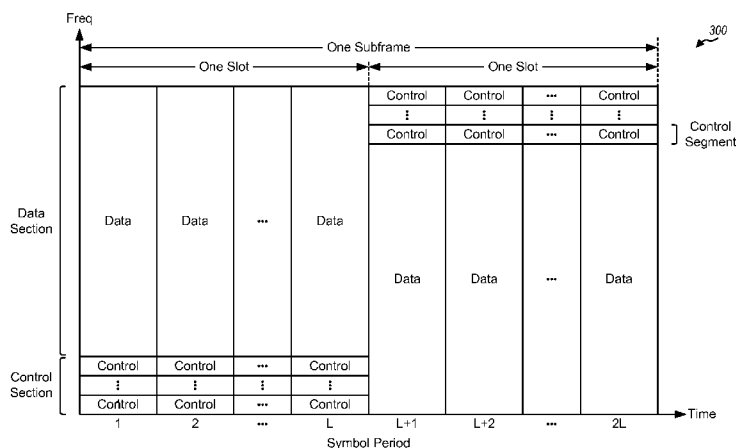 Freq
300
One Subframe
One Slot One Slot
Control Control ... Control
⋮ ⋮ ⋮ ⋮
Control Control ... Control
Control
Segment
Data
Section
Data Data ... Data
Data Data ... Data
Control Control ... Control
Control
Section
⋮ ⋮ ⋮ ⋮
Control Control ... Control
Time
1 2 ... L L+1 L+2 ... 2L
Symbol Period